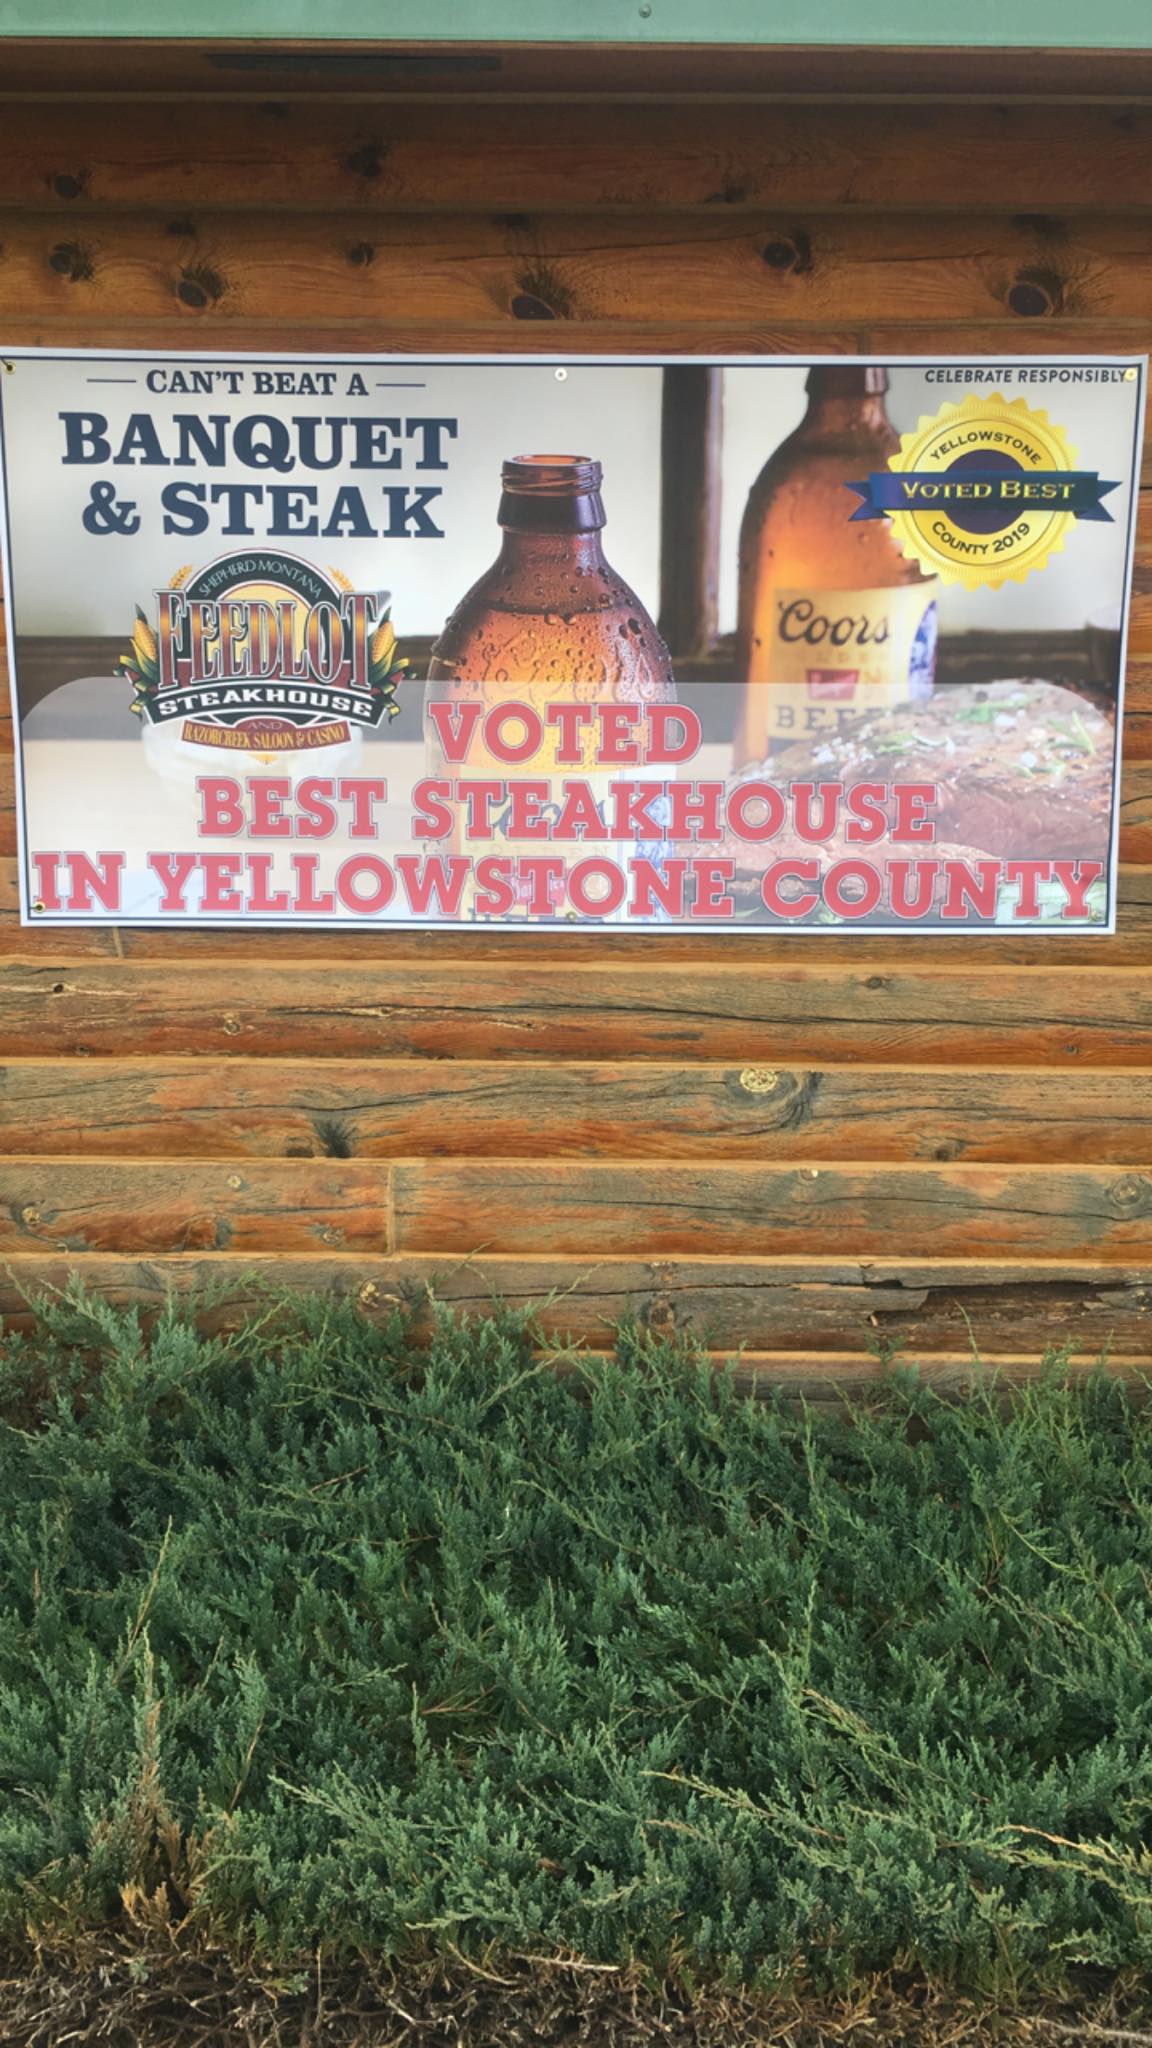 CAN'T BEAT A
BANQUET
& STEAK
CELEBRATE RESPONSIBLY
YELLOWSTONE
VOTED BEST
COUNTY 2019
SHEPHERD MONTANA
FEEDLOT
STEAKHOUSE
AND
RAZORCREEK SALOON & CASINO
Coors
BEER
VOTED
BEST STEAKHOUSE
IN YELLOWSTONE COUNTY